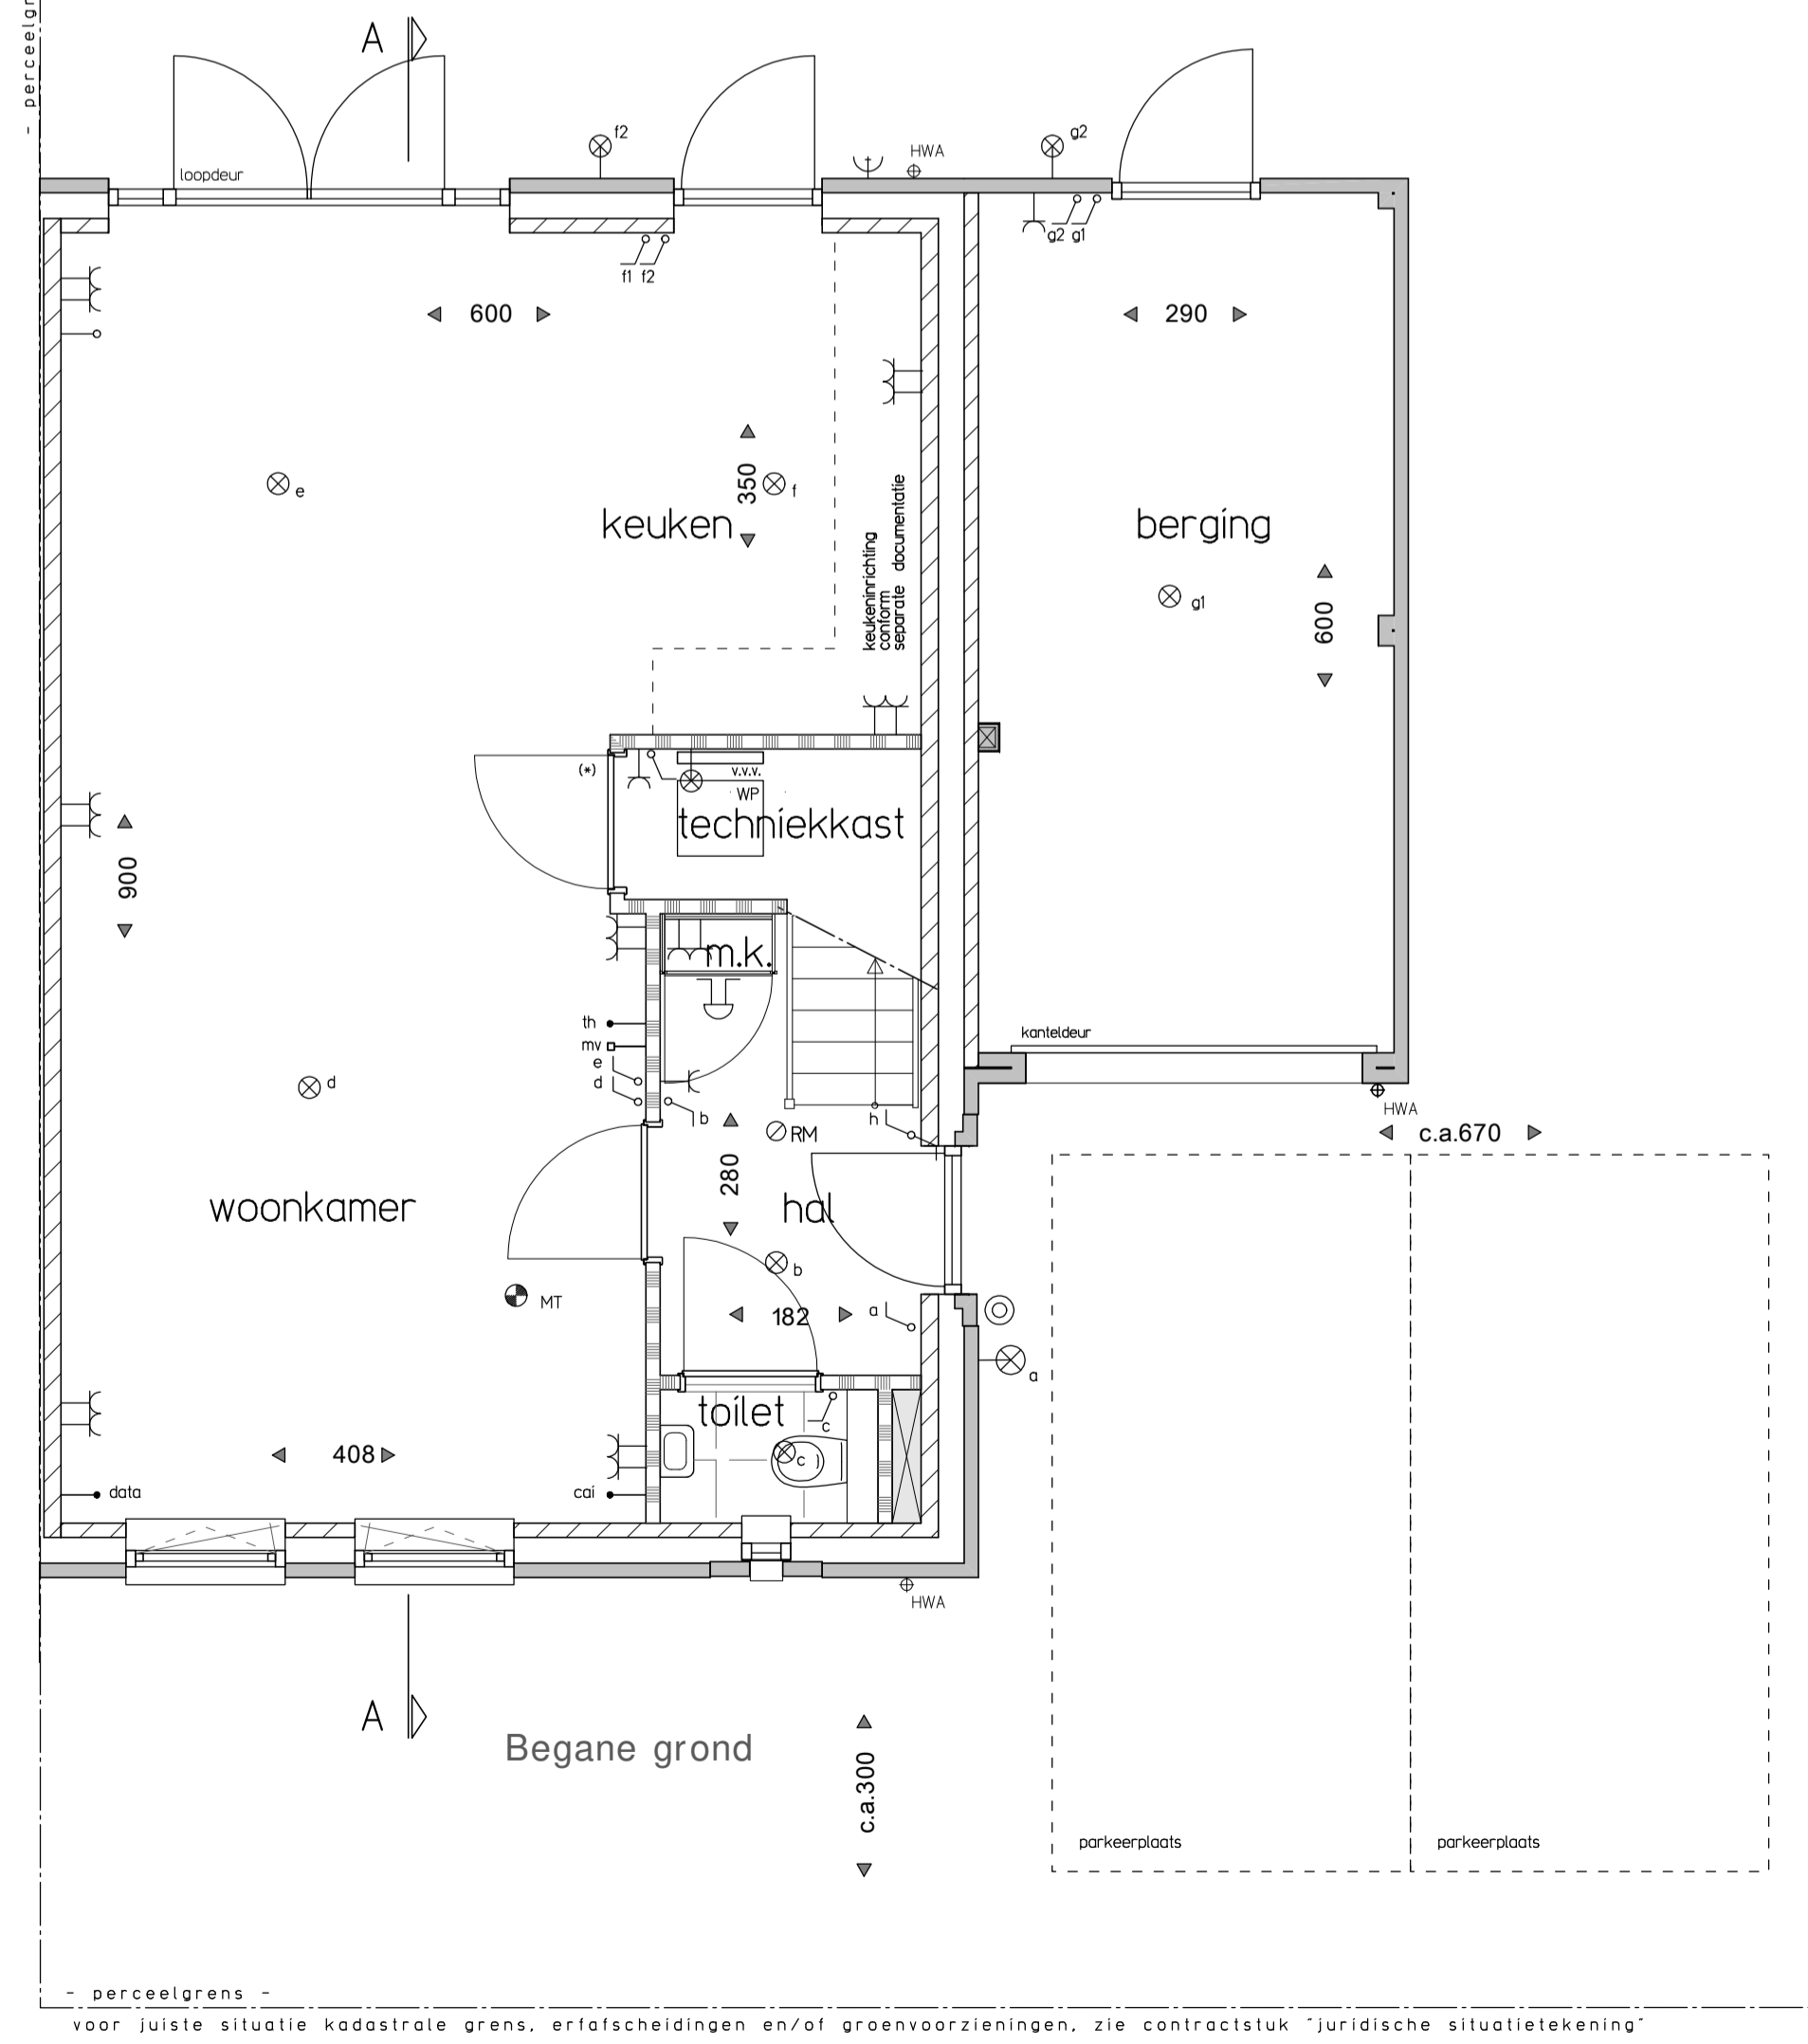 - perceelgr
A
f2
g2
HWA
loopdeur
g2 g1
f1 f2
600
290
e
350
f
keuken
berging
keukeninrichting
conform
separate documentatie
g1
600
(*)
v.v.v.
WP
techniekkast
900
m.k.
th
mv
e
d
kanteldeur
d
b
h
RM
HWA
c.a.670
280
woonkamer
hal
b
MT
182
a
a
toilet
c
c
408
data
cai
HWA
A
Begane grond
c.a.300
parkeerplaats
parkeerplaats
- perceelgrens -
voor juiste situatie kadastrale grens, erfafscheidingen en/of groenvoorzieningen, zie contractstuk "juridische situatietekening"